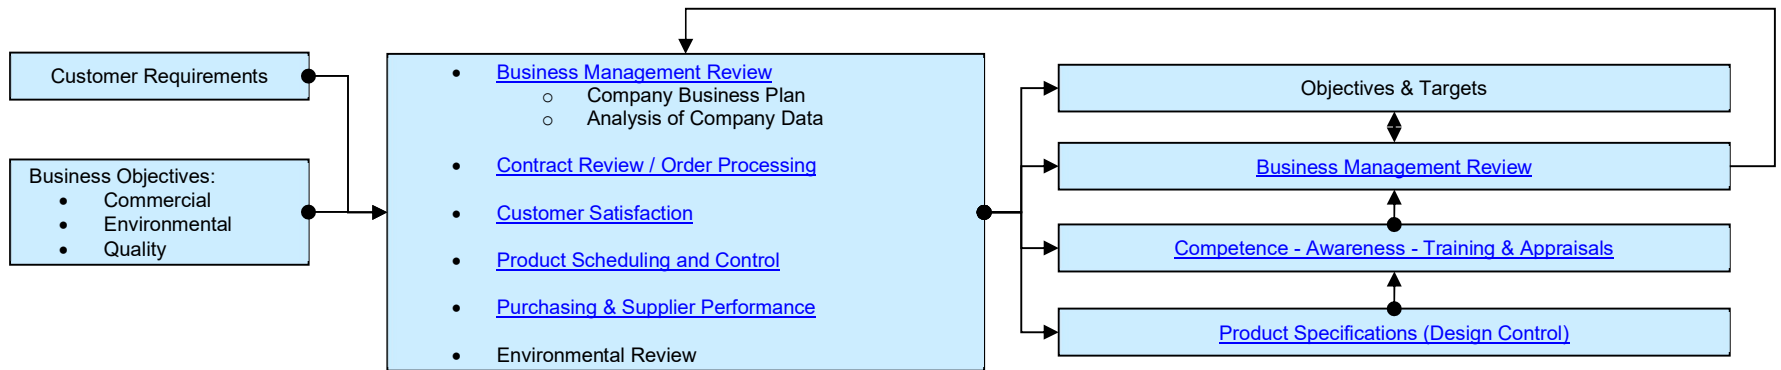 Customer Requirements
Business Objectives:
• Commercial
• Environmental
• Quality
• Business Management Review
o Company Business Plan
o Analysis of Company Data
• Contract Review / Order Processing
• Customer Satisfaction
• Product Scheduling and Control
• Purchasing & Supplier Performance
• Environmental Review
Objectives & Targets
Business Management Review
Competence - Awareness - Training & Appraisals
Product Specifications (Design Control)